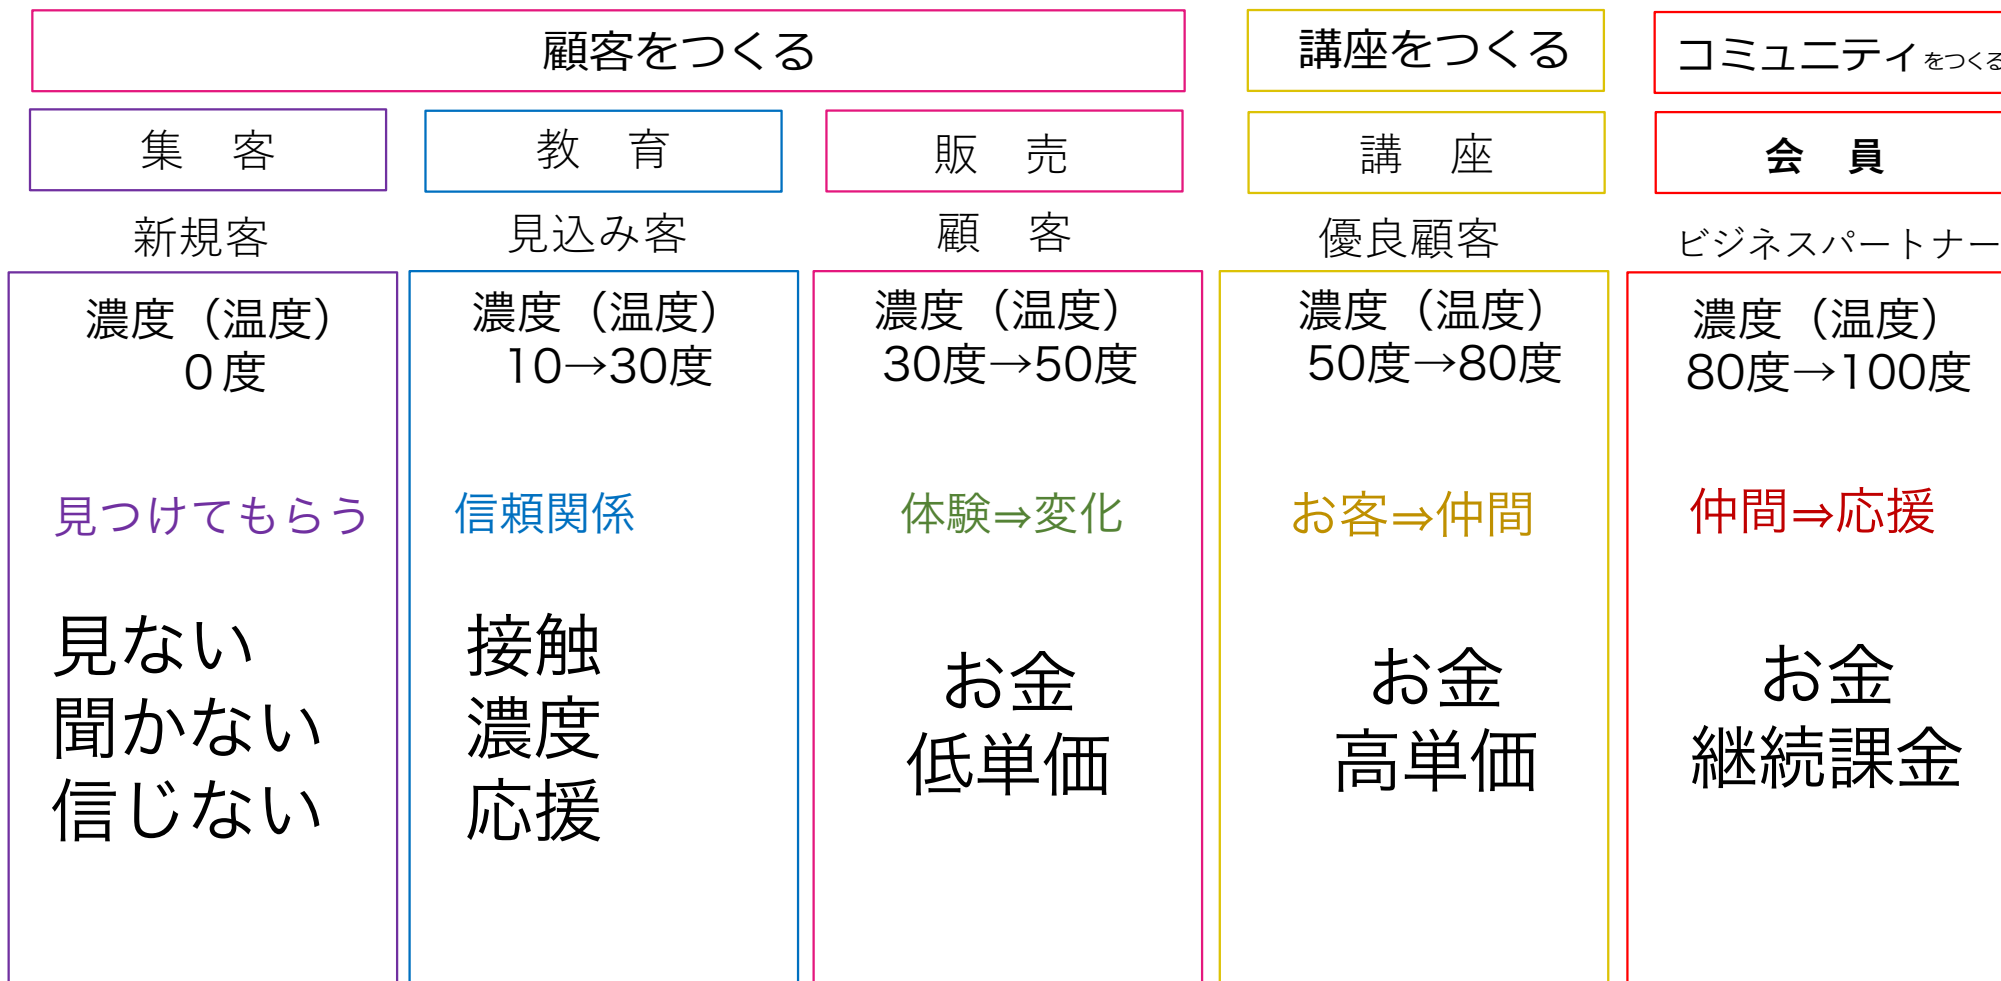 顧客をつくる
講座をつくる
コミュニティをつくる
集　客
教　育
販　売
講　座
会　員
新規客
見込み客
顧　客
優良顧客
ビジネスパートナー
濃度（温度）
０度
見つけてもらう
見ない
聞かない
信じない
濃度（温度）
10→30度
信頼関係
接触
濃度
応援
濃度（温度）
30度→50度
体験⇒変化
お金
低単価
濃度（温度）
50度→80度
お客⇒仲間
お金
高単価
濃度（温度）
80度→100度
仲間⇒応援
お金
継続課金